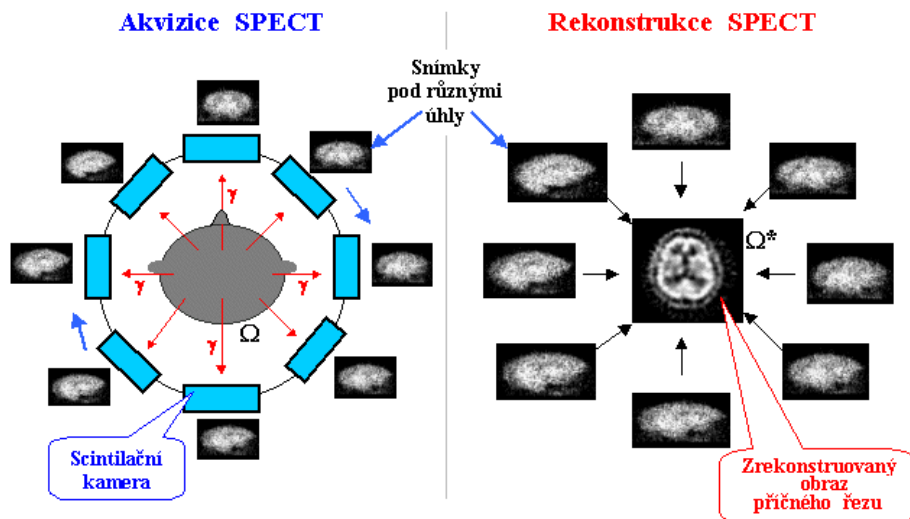 Akvizice SPECT
Rekonstrukce SPECT
Snímky
pod různými
úhly
γ
γ
γ
γ
Ω
Scintilační
kamera
Ω*
Zrekonstruovaný
obraz
příčného řezu